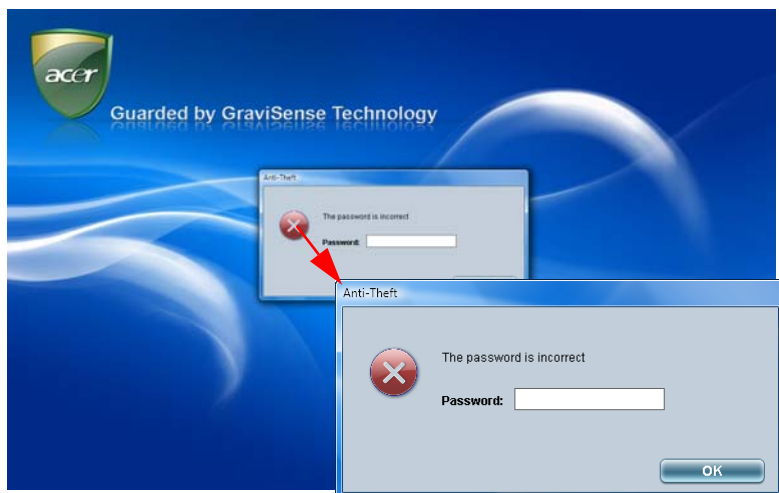 acer
Guarded by GraviSense Technology
Anti-Theft
The password is incorrect
Password:
Anti-Theft
The password is incorrect
Password:
OK